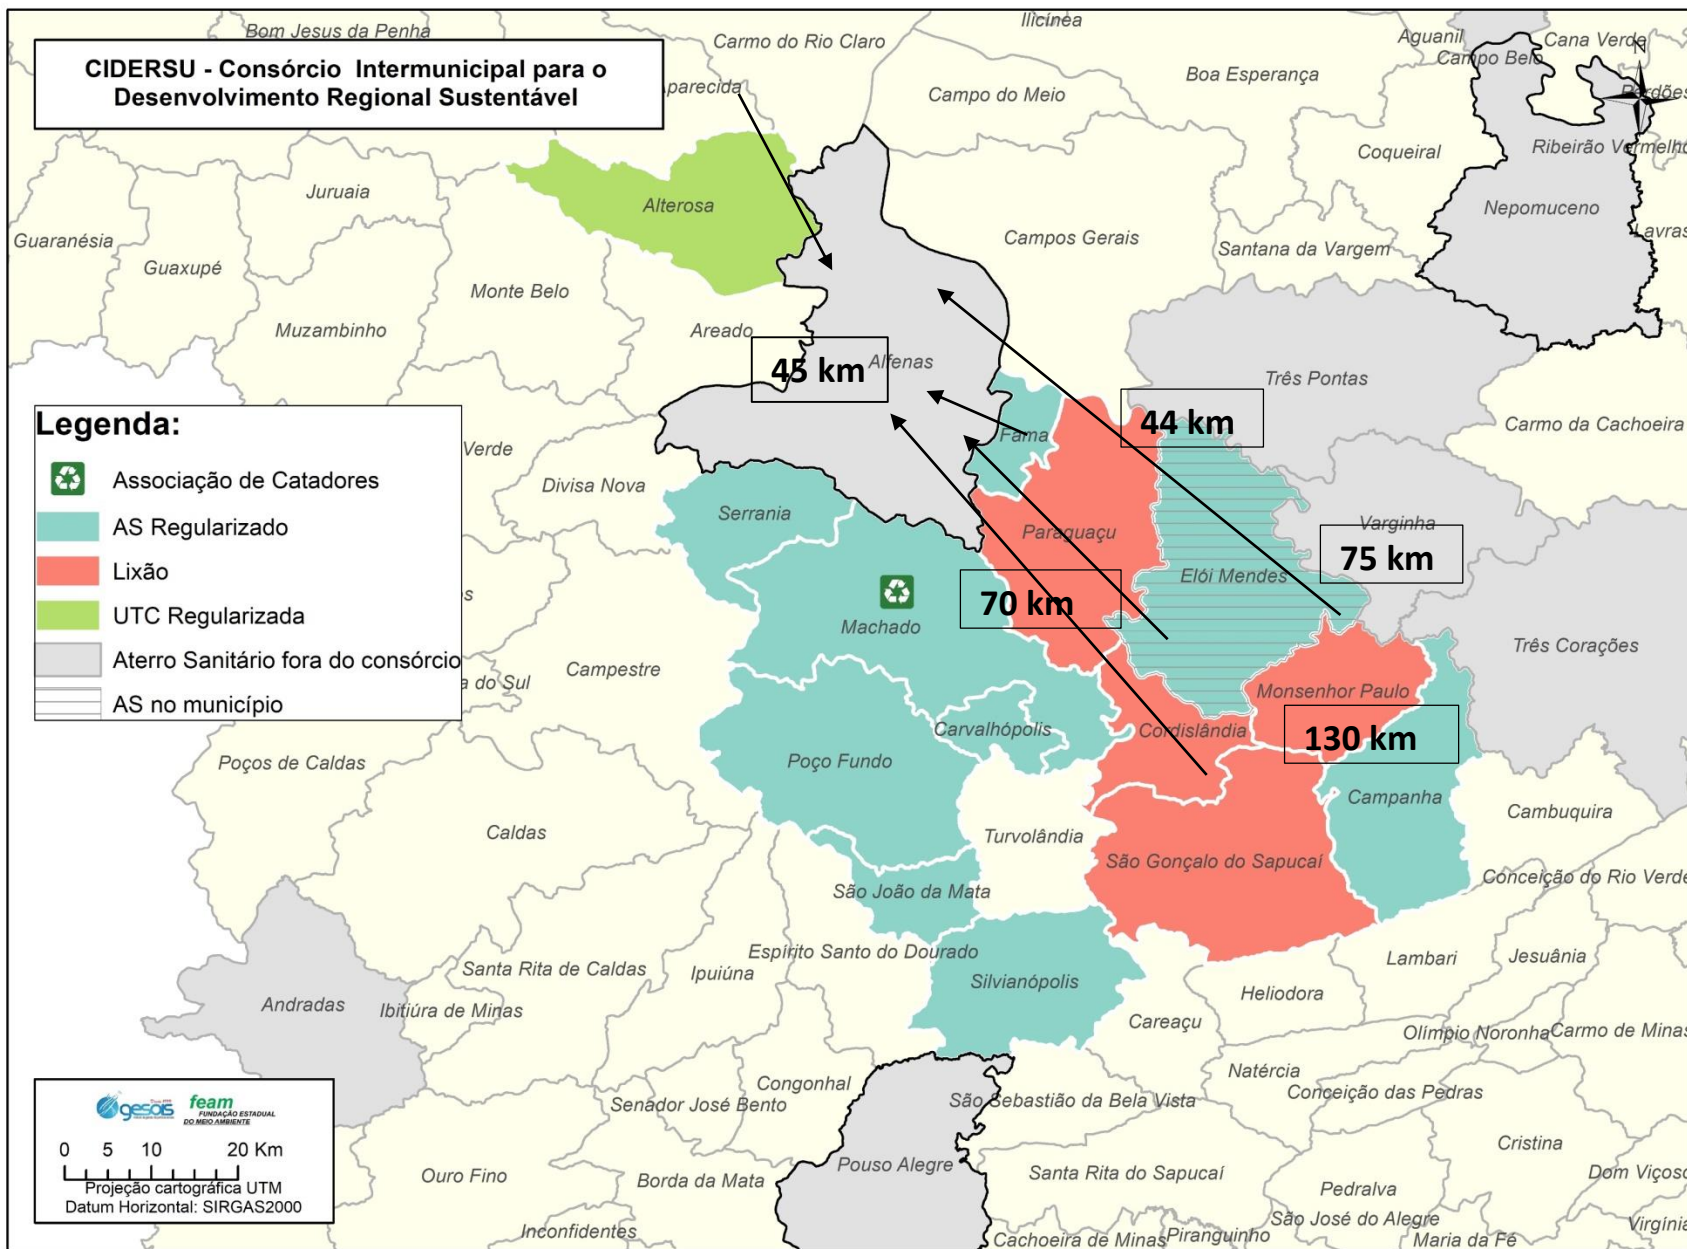 Bom Jesus da Penha
Carmo do Rio Claro
Ilicínea
Aguanil
Cana Verde
N
CIDERSU - Consórcio Intermunicipal para o
Desenvolvimento Regional Sustentável
Aparecida
Campo do Meio
Boa Esperança
Campo Belo
Perdões
Coqueiral
Ribeirão Vermelho
Juruaia
Alterosa
Nepomuceno
Guaranésia
Guaxupé
Campos Gerais
Santana da Vargem
Lavras
Monte Belo
Muzambinho
Areado
Alfenas
45 km
Três Pontas
44 km
Carmo da Cachoeira
Legenda:
Associação de Catadores
AS Regularizado
Lixão
UTC Regularizada
Aterro Sanitário fora do consórcio
AS no município
Verde
Fama
Divisa Nova
Serrania
Paraguaçu
Varginha
75 km
Elói Mendes
70 km
Machado
Três Corações
Campestre
do Sul
Monsenhor Paulo
Carvalhópolis
Cordislândia
130 km
Poços de Caldas
Poço Fundo
Campanha
Cambuquira
Caldas
Turvolândia
São Gonçalo do Sapucaí
São João da Mata
Conceição do Rio Verde
Espírito Santo do Dourado
Santa Rita de Caldas
Ipuiúna
Lambari
Jesuânia
Silvianópolis
Heliodora
Andradas
Ibitiúra de Minas
Careaçu
Olímpio Noronha
Carmo de Minas
Natércia
Congonhal
Senador José Bento
São Sebastião da Bela Vista
Conceição das Pedras
gesois
feam
FUNDAÇÃO ESTADUAL
DO MEIO AMBIENTE
0 5 10 20 Km
Projeção cartográfica UTM
Datum Horizontal: SIRGAS2000
Cristina
Ouro Fino
Borda da Mata
Pouso Alegre
Santa Rita do Sapucaí
Pedralva
Dom Viçoso
Inconfidentes
Cachoeira de Minas
Piranguinho
São José do Alegre
Maria da Fé
Virgínia